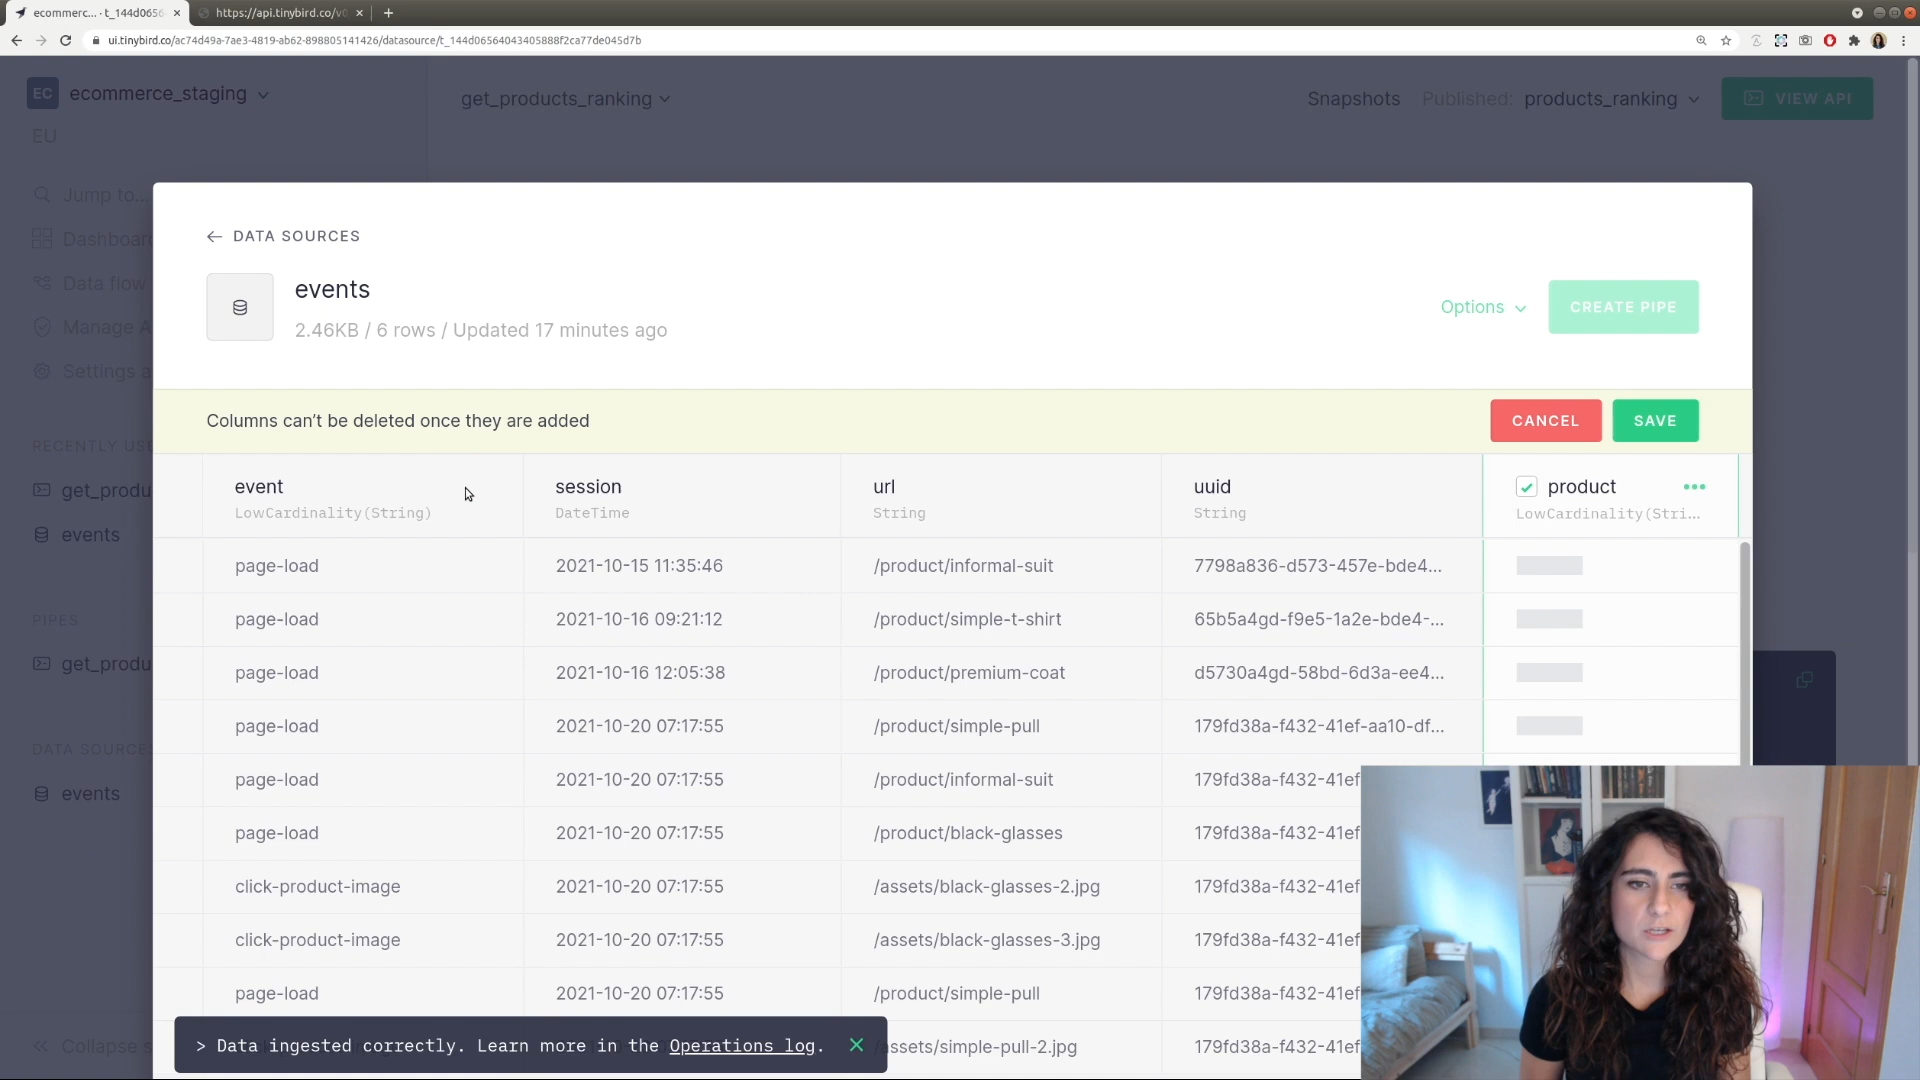 ecommerc... · t_144d0656
https://api.tinybird.co/v0
ui.tinybird.co/ac74d49a-7ae3-4819-ab62-898805141426/datasource/t_144d06564043405888f2ca77de045d7b
EC ecommerce_staging
EU
get_products_ranking
Snapshots Published: products_ranking VIEW API
Jump to...
Dashboar
Data flow
Manage A
Settings a
RECENTLY US
get_produ
events
PIPES
get_produ
DATA SOURCES
events
Collapse s
DATA SOURCES
events
2.46KB / 6 rows / Updated 17 minutes ago
Options CREATE PIPE
Columns can't be deleted once they are added CANCEL SAVE
event session url uuid product
LowCardinality(String) DateTime String String LowCardinality(Stri...
page-load 2021-10-15 11:35:46 /product/informal-suit 7798a836-d573-457e-bde4...
page-load 2021-10-16 09:21:12 /product/simple-t-shirt 65b5a4gd-f9e5-1a2e-bde4-...
page-load 2021-10-16 12:05:38 /product/premium-coat d5730a4gd-58bd-6d3a-ee4...
page-load 2021-10-20 07:17:55 /product/simple-pull 179fd38a-f432-41ef-aa10-df...
page-load 2021-10-20 07:17:55 /product/informal-suit 179fd38a-f432-41ef
page-load 2021-10-20 07:17:55 /product/black-glasses 179fd38a-f432-41ef
click-product-image 2021-10-20 07:17:55 /assets/black-glasses-2.jpg 179fd38a-f432-41ef
click-product-image 2021-10-20 07:17:55 /assets/black-glasses-3.jpg 179fd38a-f432-41ef
page-load 2021-10-20 07:17:55 /product/simple-pull 179fd38a-f432-41ef
/assets/simple-pull-2.jpg 179fd38a-f432-41ef
> Data ingested correctly. Learn more in the Operations log.